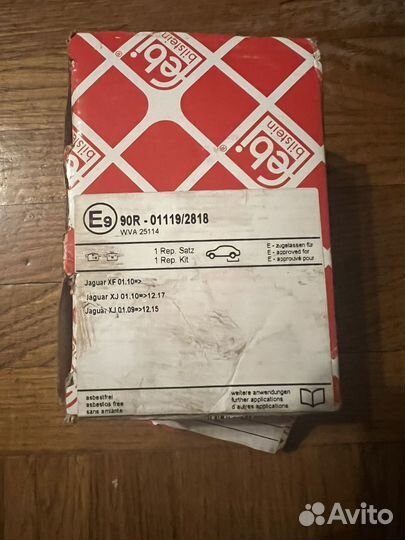 febi
bilstein
febi
bilstein
E9 90R - 01119/2818
WVA 25114
1 Rep. Satz
1 Rep. Kit
E - zugelassen für
E - approved for
E - approuvé pour
Jaguar XF 01.10=>
Jaguar XJ 01.10=>12.17
Jaguar XJ 01.09=>12.15
asbestfrei
asbestos free
sans amiante
weitere anwendungen
further applications
d'autres applications
Avito